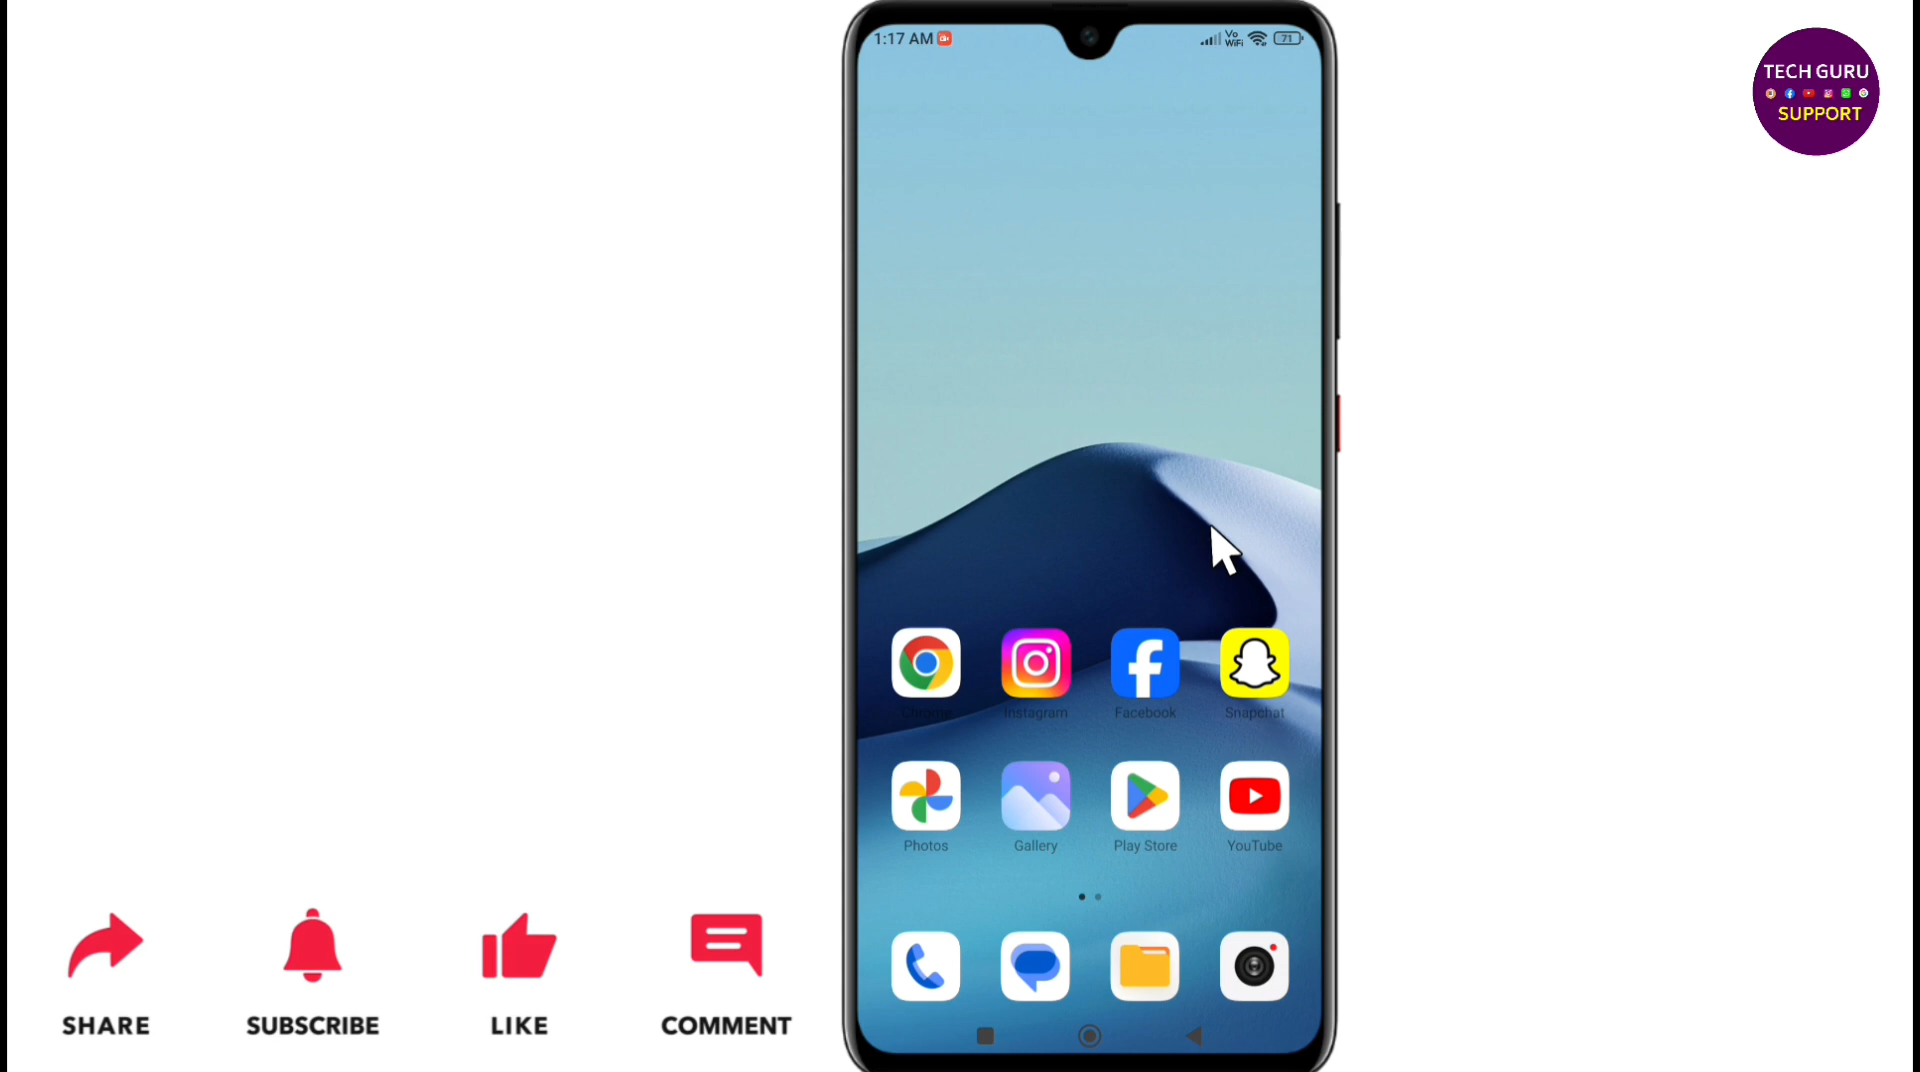 1:17 AM
Vo
WiFi
71
TECH GURU
SUPPORT
Chrome
Instagram
Facebook
Snapchat
Photos
Gallery
Play Store
YouTube
SHARE
SUBSCRIBE
LIKE
COMMENT